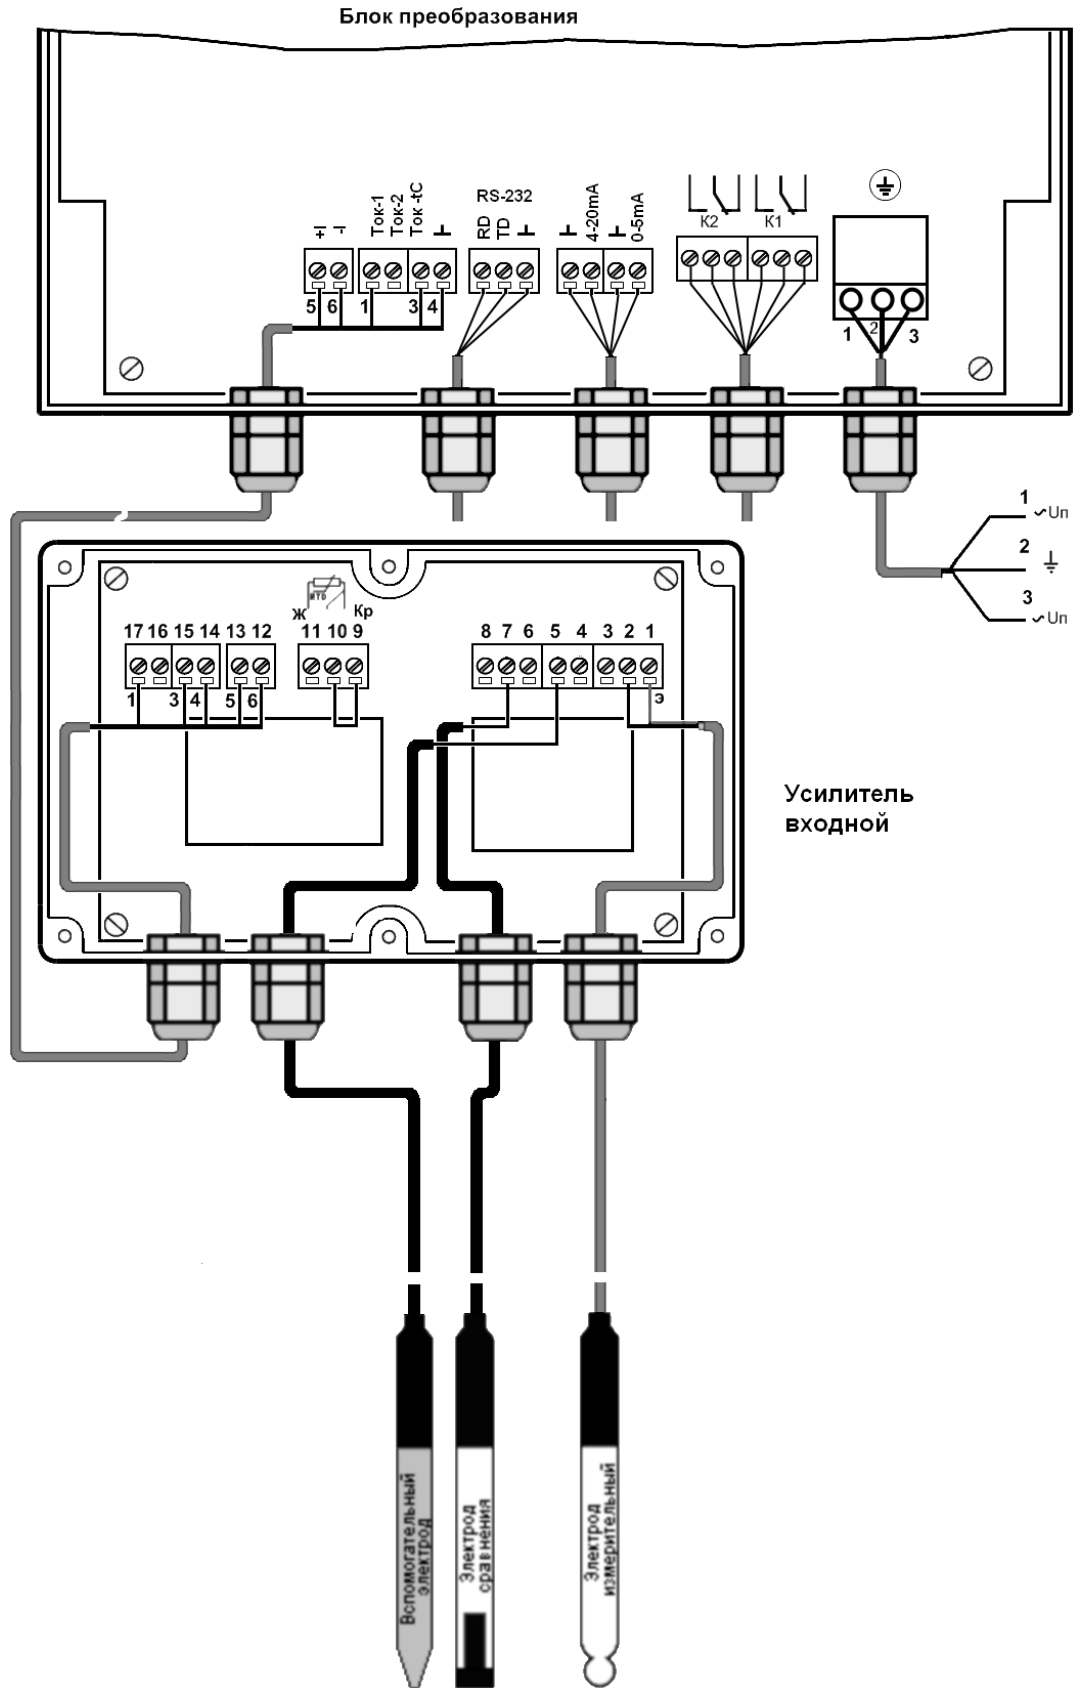 Блок преобразования
+I
-I
Ток-1
Ток-2
Ток-tC
RS-232
RD
TD
4-20mA
0-5mA
К2
К1
5 6 1 3 4
1 2 3
1 ~Uп
2
3 ~Uп
Ж
Кр
17 16 15 14 13 12 11 10 9 8 7 6 5 4 3 2 1
1 3 4 5 6
Э
Усилитель
входной
Вспомогательный
электрод
Электрод
сравнения
Электрод
измерительный